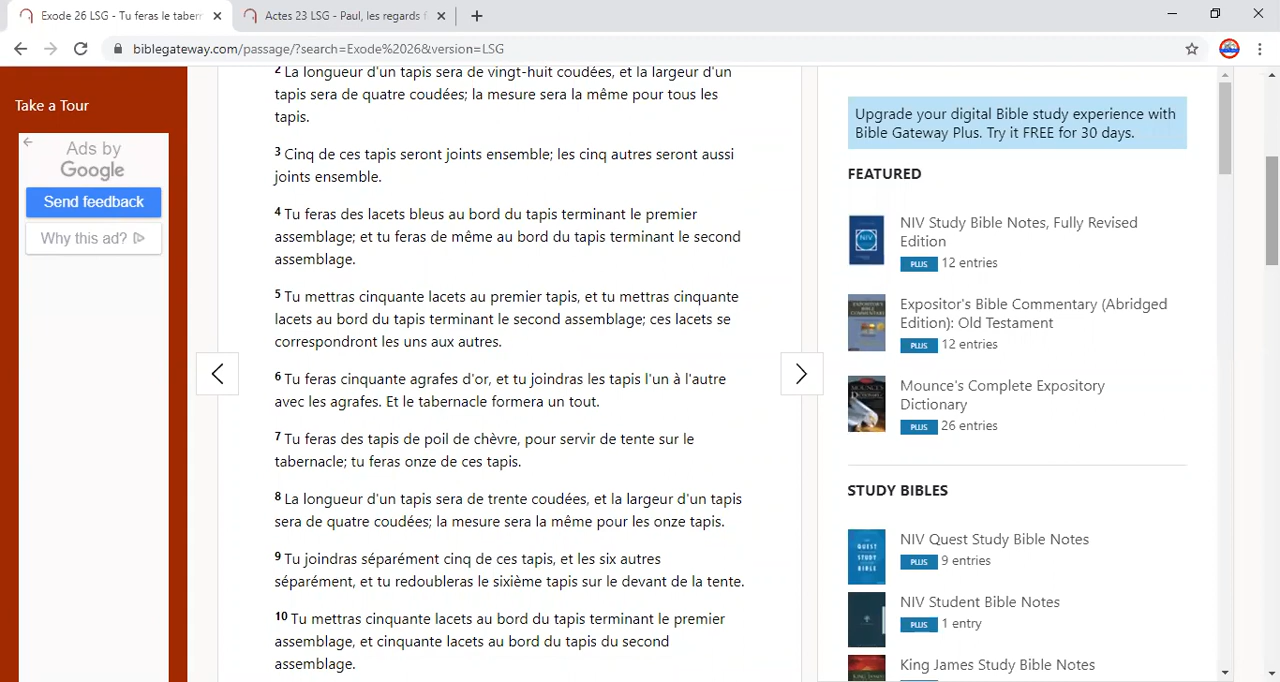 Exode 26 LSG - Tu feras le taber
Actes 23 LSG - Paul, les regards f
biblegateway.com/passage/?search=Exode%2026&version=LSG
Take a Tour
Ads by
Google
Send feedback
Why this ad?
2 La longueur d'un tapis sera de vingt-huit coudées, et la largeur d'un
tapis sera de quatre coudées; la mesure sera la même pour tous les
tapis.
3 Cinq de ces tapis seront joints ensemble; les cinq autres seront aussi
joints ensemble.
4 Tu feras des lacets bleus au bord du tapis terminant le premier
assemblage; et tu feras de même au bord du tapis terminant le second
assemblage.
5 Tu mettras cinquante lacets au premier tapis, et tu mettras cinquante
lacets au bord du tapis terminant le second assemblage; ces lacets se
correspondront les uns aux autres.
6 Tu feras cinquante agrafes d'or, et tu joindras les tapis l'un à l'autre
avec les agrafes. Et le tabernacle formera un tout.
7 Tu feras des tapis de poil de chèvre, pour servir de tente sur le
tabernacle; tu feras onze de ces tapis.
8 La longueur d'un tapis sera de trente coudées, et la largeur d'un tapis
sera de quatre coudées; la mesure sera la même pour les onze tapis.
9 Tu joindras séparément cinq de ces tapis, et les six autres
séparément, et tu redoubleras le sixième tapis sur le devant de la tente.
10 Tu mettras cinquante lacets au bord du tapis terminant le premier
assemblage, et cinquante lacets au bord du tapis du second
assemblage.
Upgrade your digital Bible study experience with
Bible Gateway Plus. Try it FREE for 30 days.
FEATURED
NIV
NIV Study Bible Notes, Fully Revised
Edition
PLUS 12 entries
Expositor's Bible Commentary (Abridged
Edition): Old Testament
PLUS 12 entries
Mounce's Complete Expository
Dictionary
PLUS 26 entries
STUDY BIBLES
QUEST
STUDY
BIBLE
NIV Quest Study Bible Notes
PLUS 9 entries
NIV Student Bible Notes
PLUS 1 entry
King James Study Bible Notes